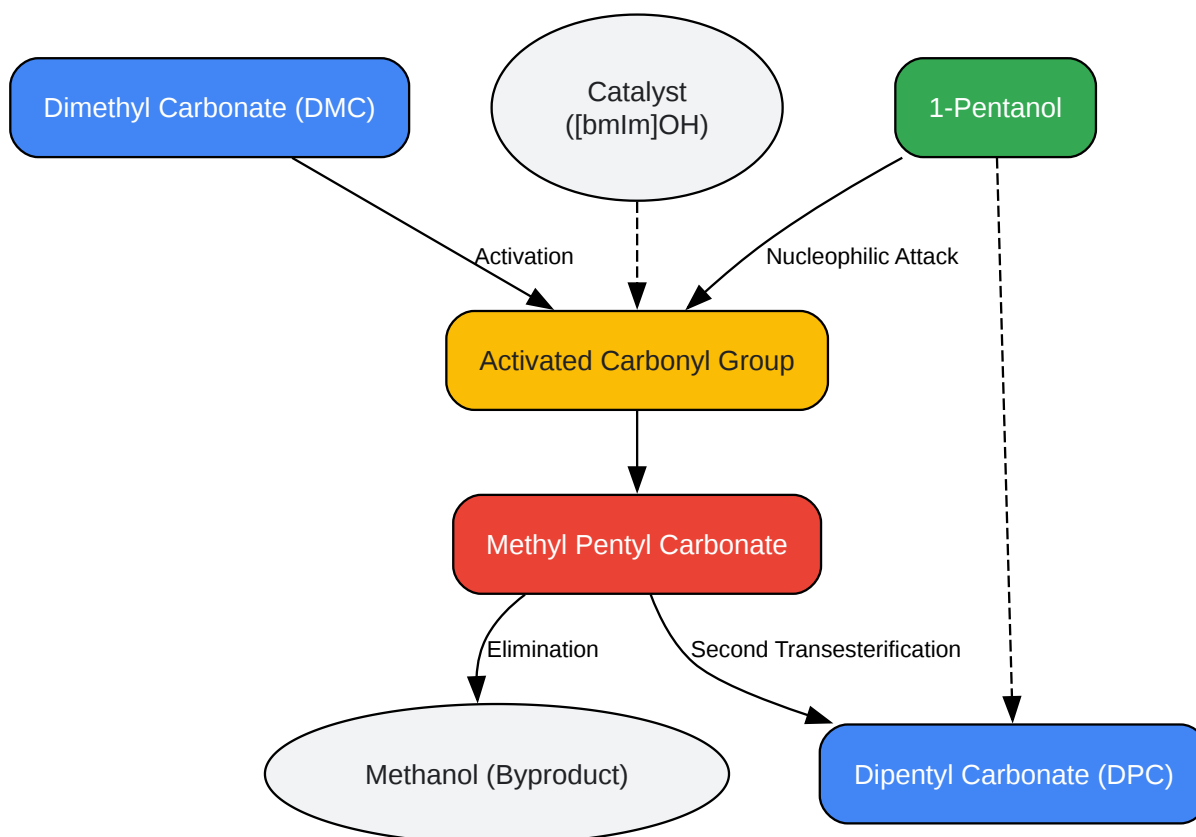 Dimethyl Carbonate (DMC)
Catalyst
([bmIm]OH)
1-Pentanol
Activation
Nucleophilic Attack
Activated Carbonyl Group
Methyl Pentyl Carbonate
Elimination
Second Transesterification
Methanol (Byproduct)
Dipentyl Carbonate (DPC)